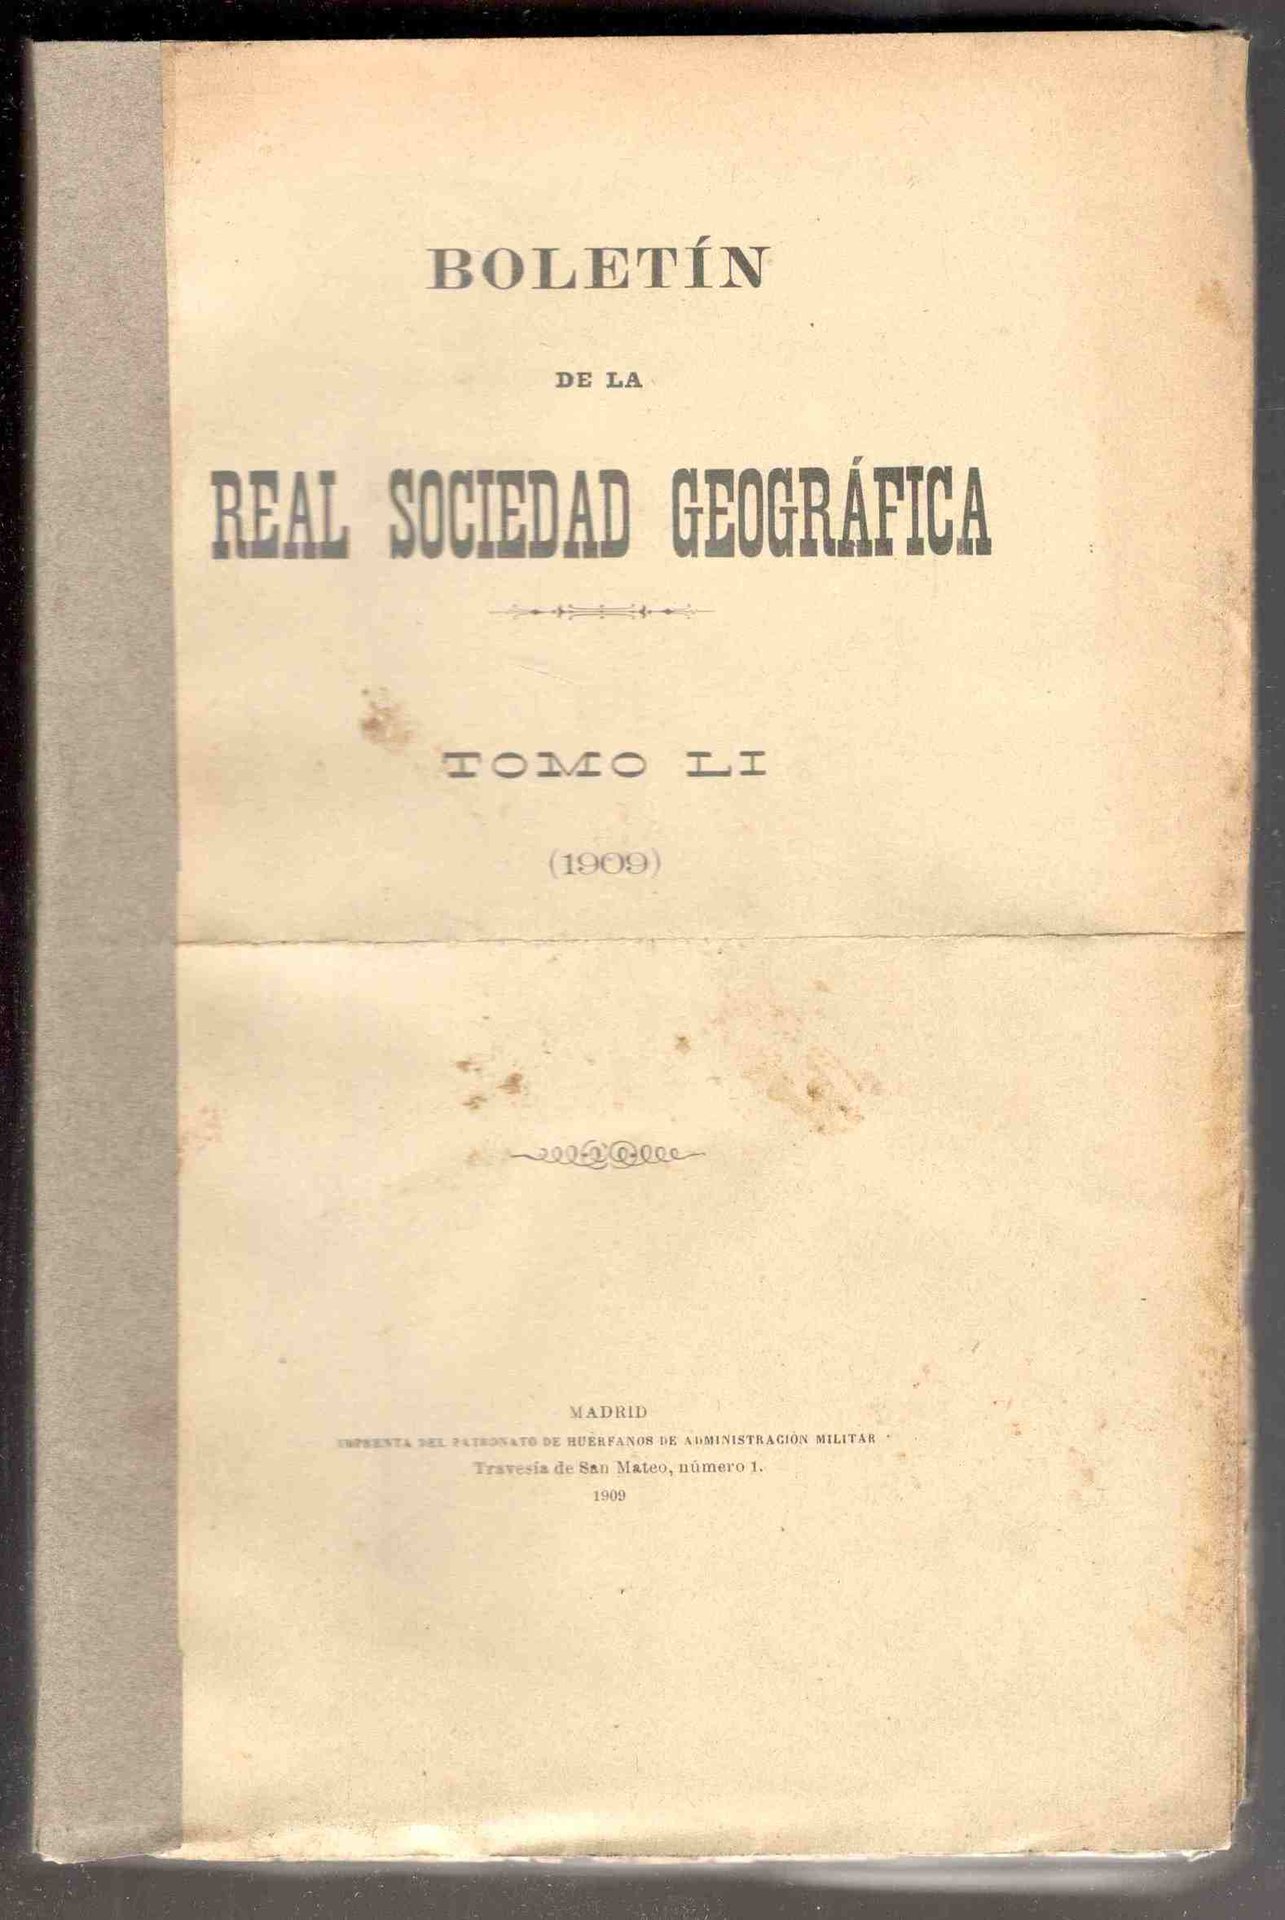 BOLETÍN
DE LA
REAL SOCIEDAD GEOGRÁFICA
TOMO LI
(1909)
MADRID
IMPRENTA DEL PATRONATO DE HUÉRFANOS DE ADMINISTRACIÓN MILITAR
Travesía de San Mateo, número 1.
1909